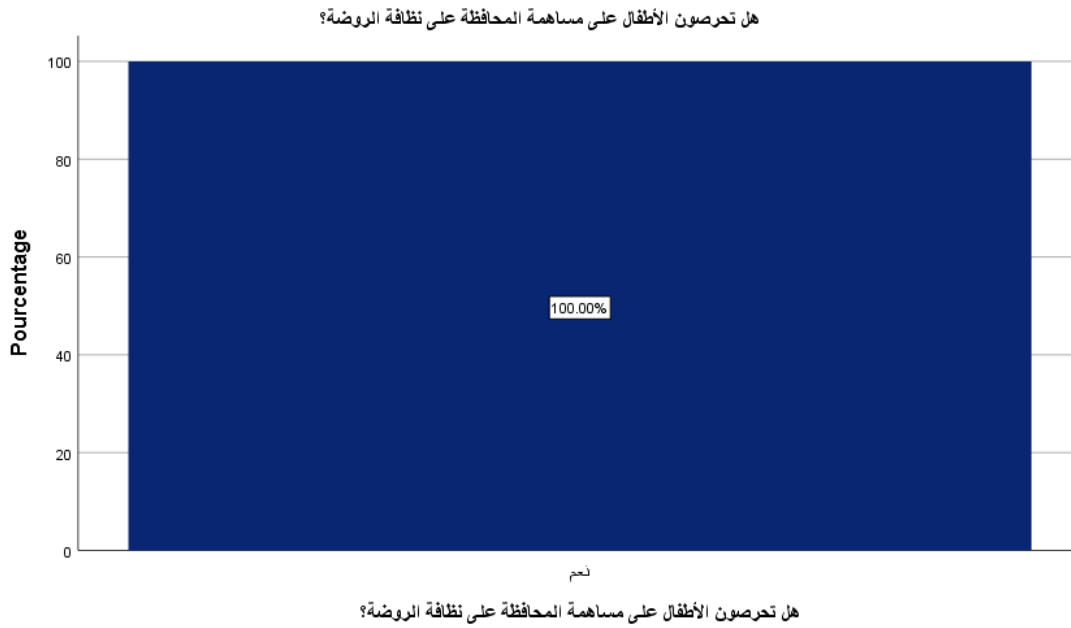 هل تحرصون الأطفال على مساهمة المحافظة على نظافة الروضة؟
100
80
60
40
20
0
Pourcentage
100.00%
نعم
هل تحرصون الأطفال على مساهمة المحافظة على نظافة الروضة؟